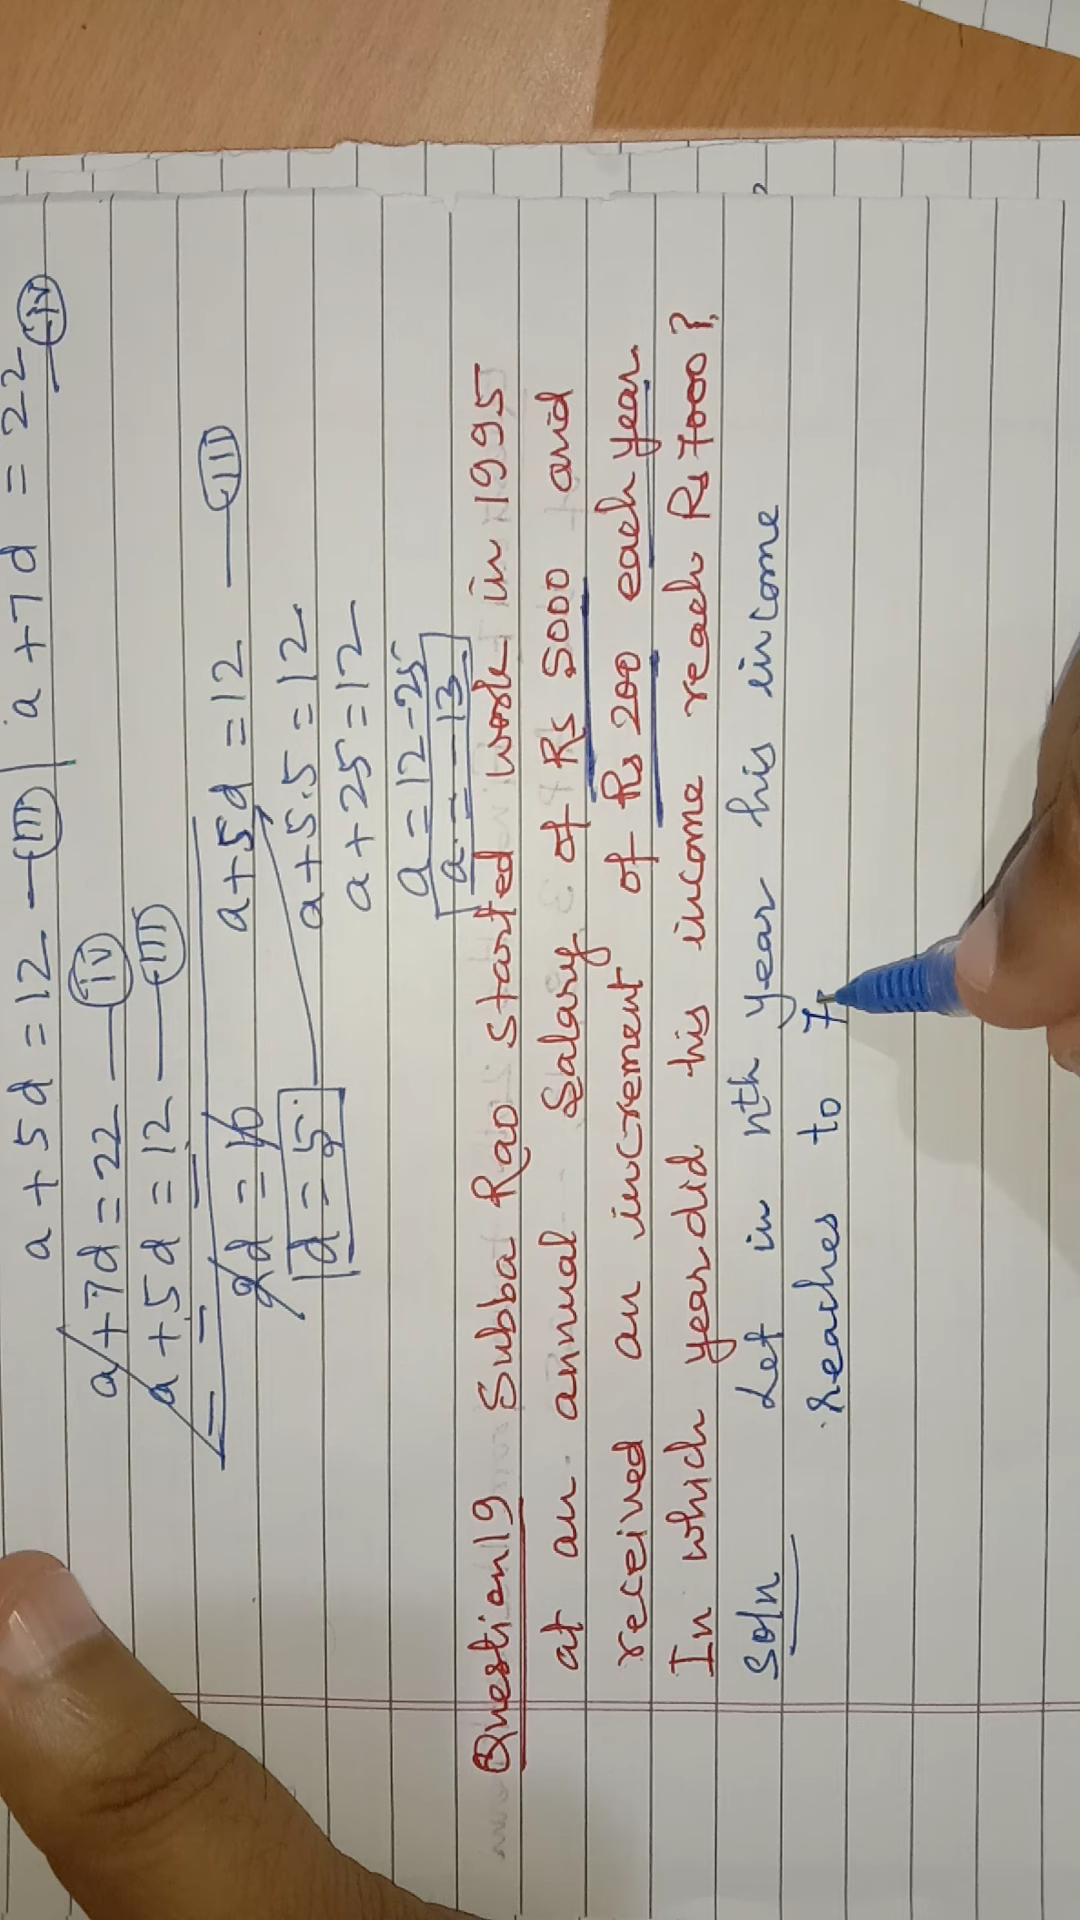 a + 5d = 12 —(III) | a + 7d = 22 —(IV)
a + 7d = 22 —(IV)
a + 5d = 12 —(III)
- - -
2d = 10
d = 5
a + 5d = 12 —(III)
a + 5.5 = 12
a + 25 = 12
a = 12 - 25
a = - 13
Question19 Subba Rao started work in 1995
at an annual salary of Rs 5000 and
received an increment of Rs 200 each year.
In which year did his income reach Rs 7000?
Soln Let in nth year his income
reaches to 7